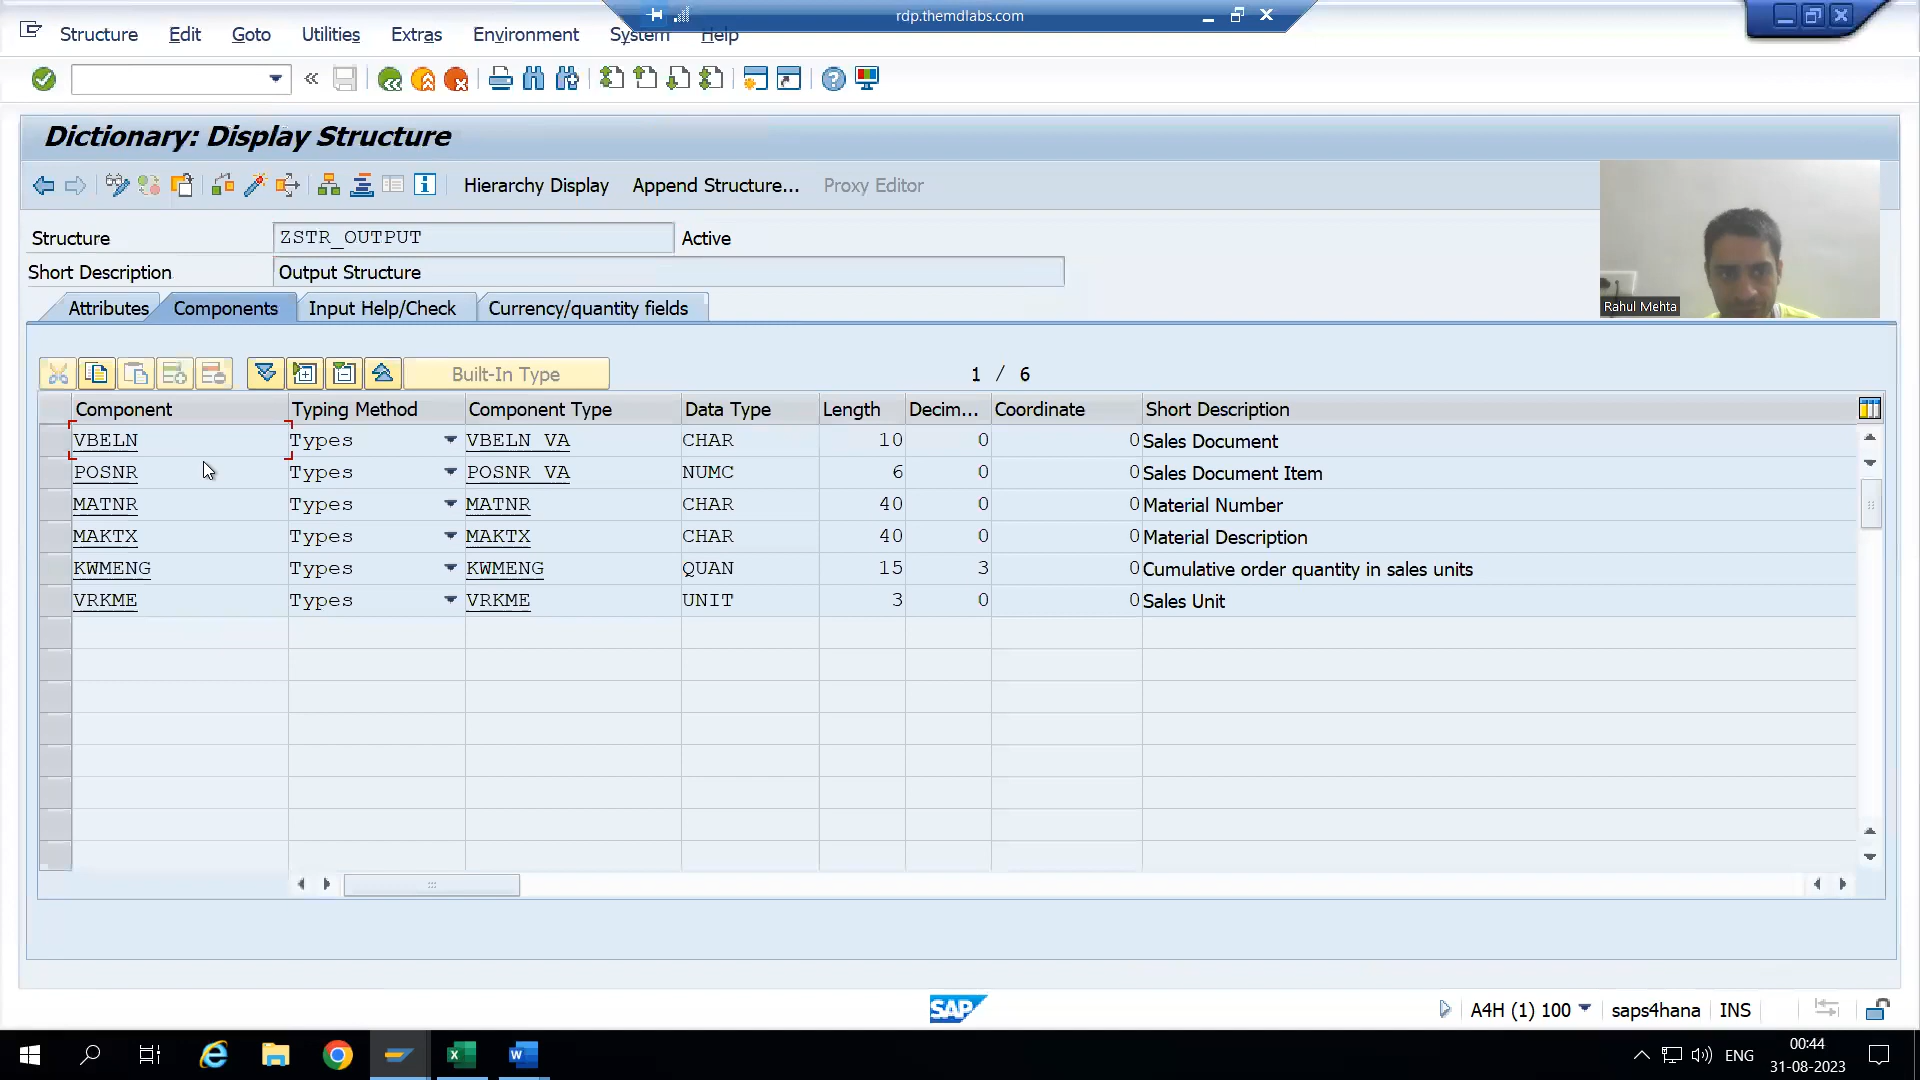 rdp.themdlabs.com
Structure Edit Goto Utilities Extras Environment System Help
Dictionary: Display Structure
Hierarchy Display Append Structure... Proxy Editor
Structure ZSTR_OUTPUT Active
Short Description Output Structure
Rahul Mehta
Attributes Components Input Help/Check Currency/quantity fields
Built-In Type 1 / 6
Component Typing Method Component Type Data Type Length Decim... Coordinate Short Description
VBELN Types VBELN_VA CHAR 10 0 0 Sales Document
POSNR Types POSNR_VA NUMC 6 0 0 Sales Document Item
MATNR Types MATNR CHAR 40 0 0 Material Number
MAKTX Types MAKTX CHAR 40 0 0 Material Description
KWMENG Types KWMENG QUAN 15 3 0 Cumulative order quantity in sales units
VRKME Types VRKME UNIT 3 0 0 Sales Unit
SAP A4H (1) 100 saps4hana INS
ENG 00:44
31-08-2023